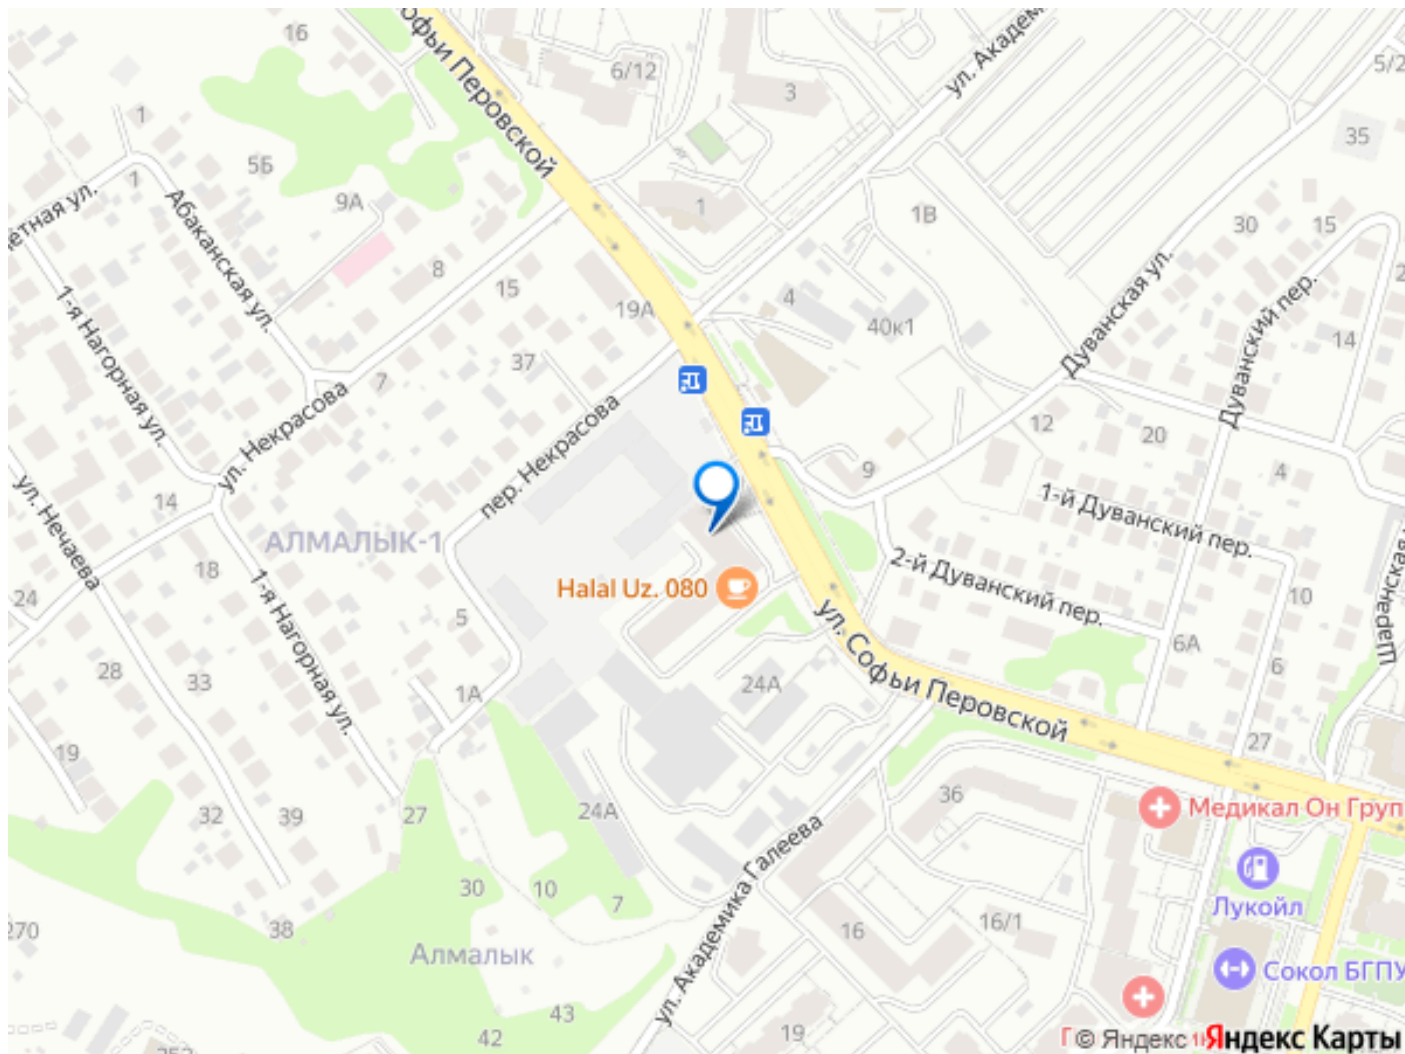 16
офьи Перовской
6/12
3
ул. Академ
5/2
35
1
5Б
1
9А
етная ул.
Абаканская ул.
1
1В
30
15
8
15
4
19А
40к1
Дуванская ул.
Дуванский пер.
2
14
1-я Нагорная ул.
37
7
ул. Некрасова
пер. Некрасова
12
20
4
9
ул. Нечаева
14
АЛМАЛЫК-1
1-й Дуванский пер.
18
1-я Нагорная ул.
Halal Uz. 080
2-й Дуванский пер.
24
5
ул. Софьи Перовской
10
6А
6
28
33
1А
24А
27
19
32
39
27
24А
36
Медикал Он Груп
ул. Академика Галеева
30
10
7
Лукойл
270
38
Алмалык
16
16/1
Сокол БГПУ
43
42
19
© Яндекс
Яндекс Карты